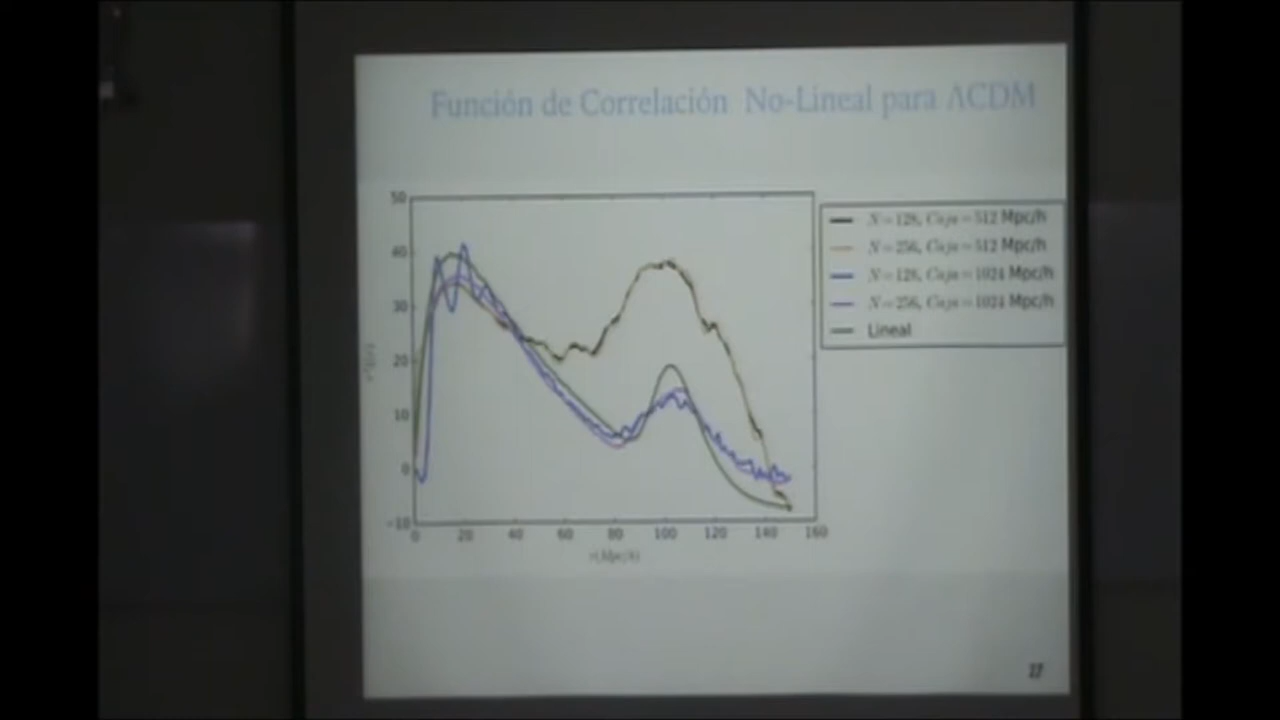 Función de Correlación No-Lineal para ΛCDM
50
40
30
20
10
0
-10
0 20 40 60 80 100 120 140 160
r(Mpc/h)
N=128, Caja=512 Mpc/h
N=256, Caja=512 Mpc/h
N=128, Caja=1024 Mpc/h
N=256, Caja=1024 Mpc/h
Lineal
27